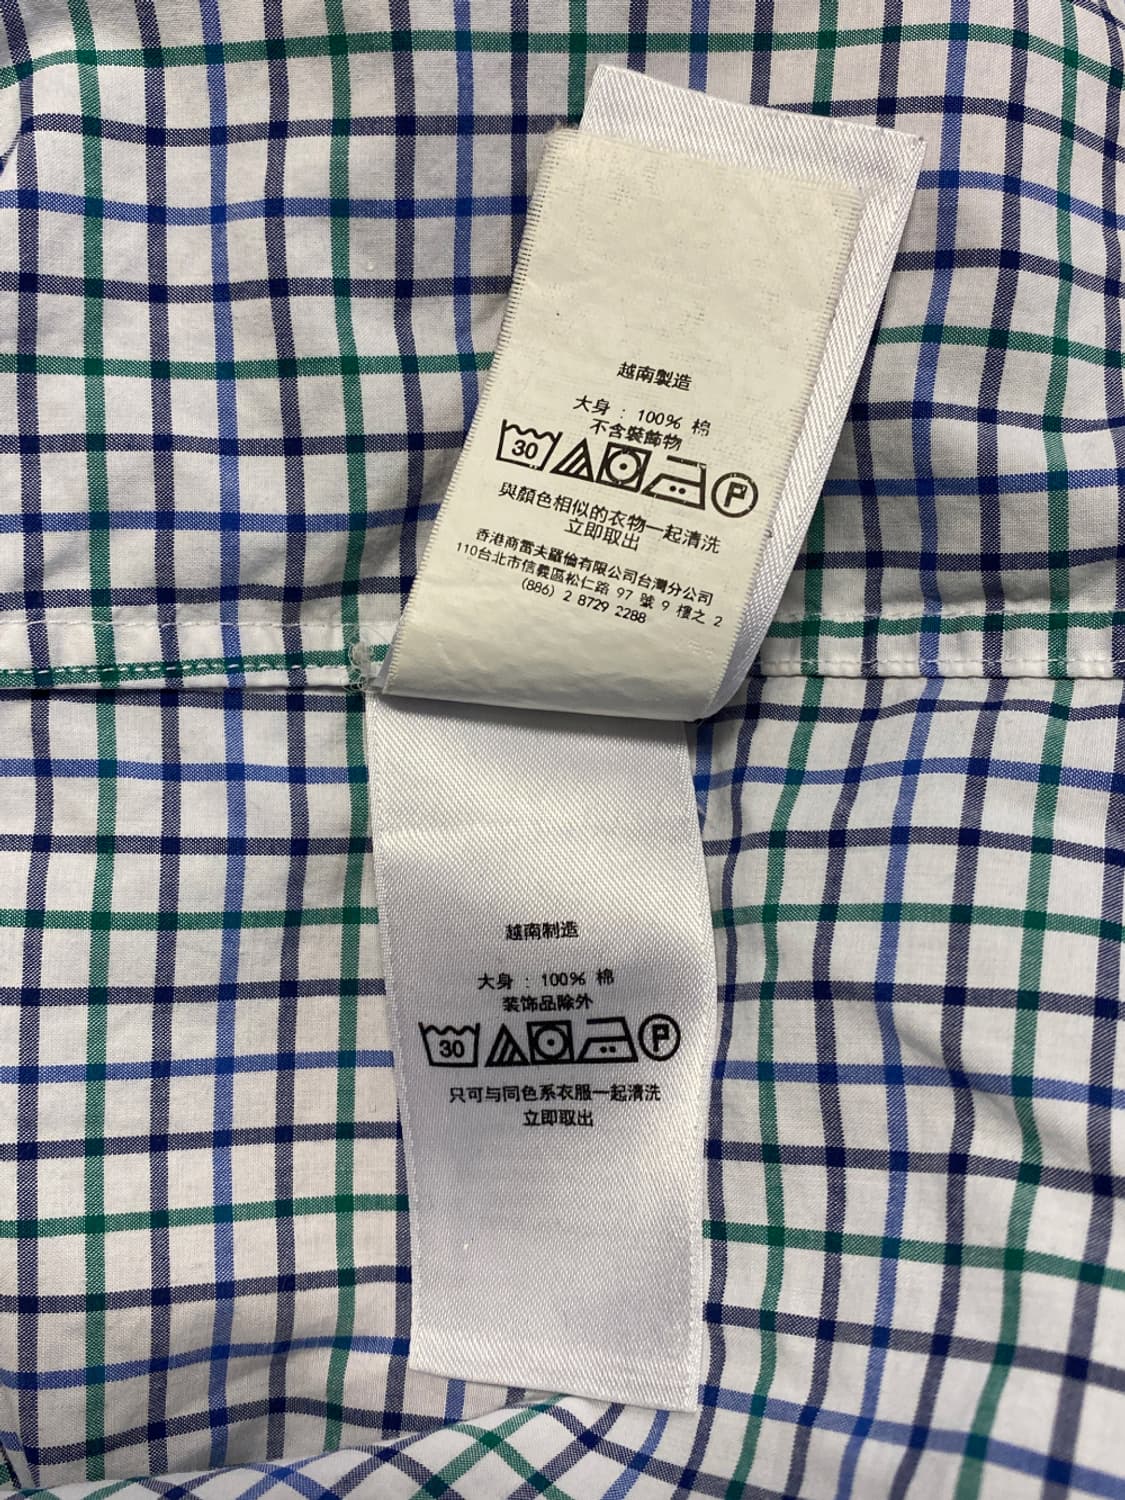 越南製造
大身 : 100% 棉
不含裝飾物
30 P
與顏色相似的衣物一起清洗
立即取出
香港商雷夫羅倫有限公司台灣分公司
110台北市信義區松仁路 97 號 9 樓之 2
(886) 2 8729 2288
越南制造
大身 : 100% 棉
装饰品除外
30 P
只可与同色系衣服一起清洗
立即取出